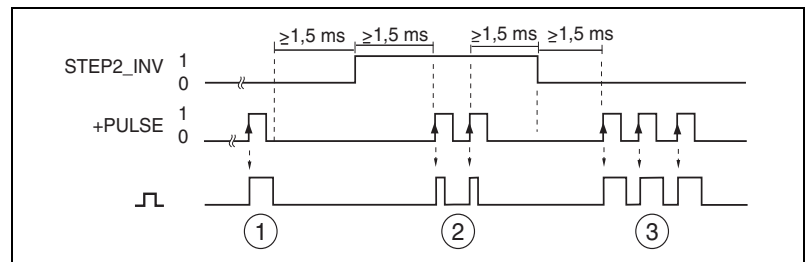 ≥1,5 ms ≥1,5 ms ≥1,5 ms ≥1,5 ms
STEP2_INV 1
0
+PULSE 1
0
1 2 3